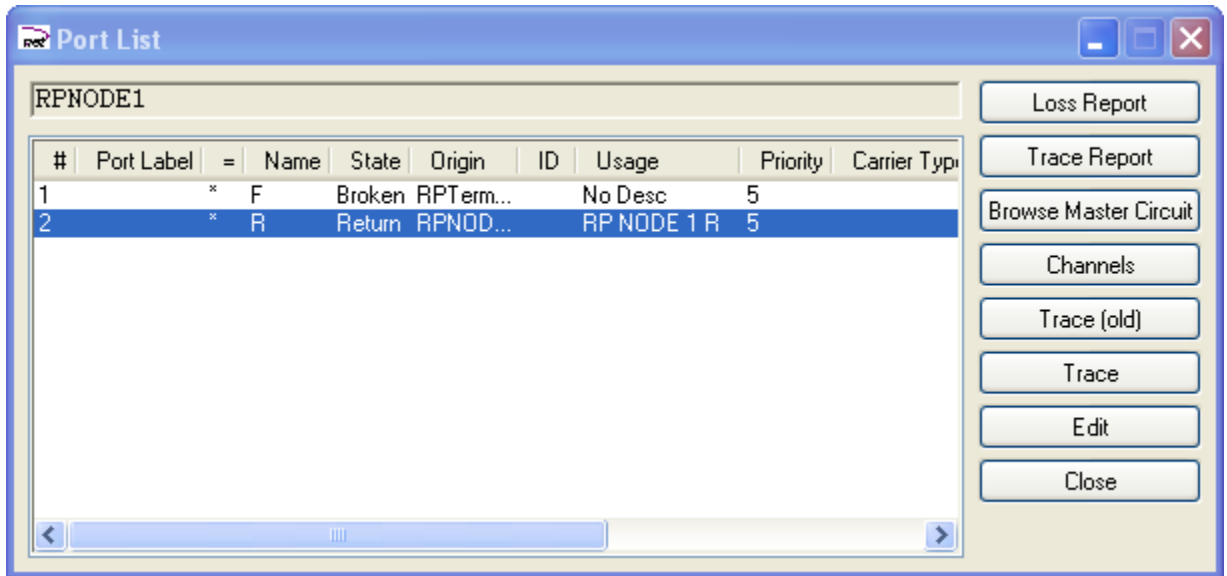 Port List
RPNODE1
# Port Label = Name State Origin ID Usage Priority Carrier Type
1 * F Broken RPTerm... No Desc 5
2 * R Return RPNOD... RP NODE 1 R 5
Loss Report
Trace Report
Browse Master Circuit
Channels
Trace (old)
Trace
Edit
Close